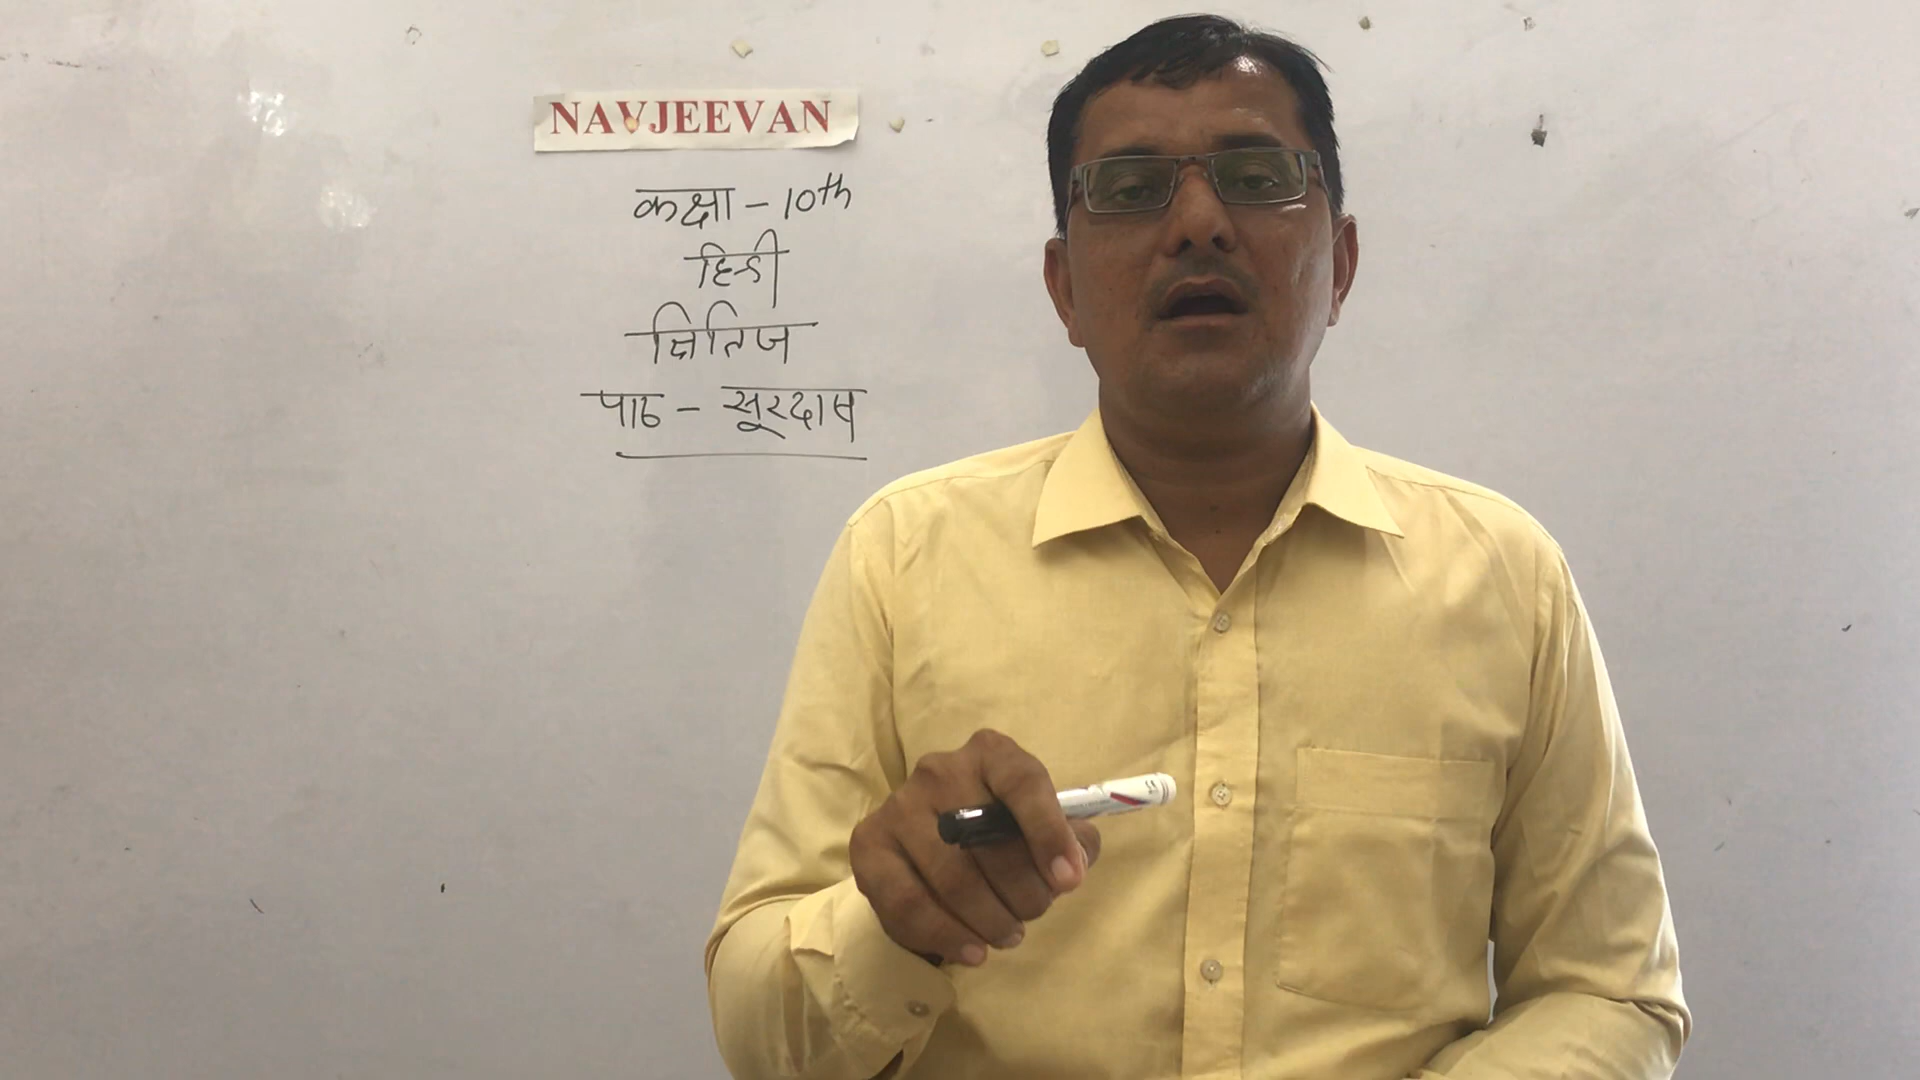 NAVJEEVAN
कक्षा - 10th
हिन्दी
क्षितिज
पाठ - सूरदास